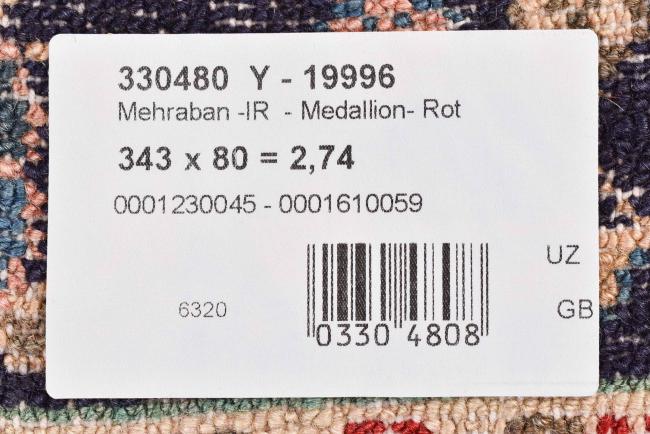 330480 Y - 19996
Mehraban -IR - Medallion- Rot
343 x 80 = 2,74
0001230045 - 0001610059
UZ
6320
GB
0330 4808